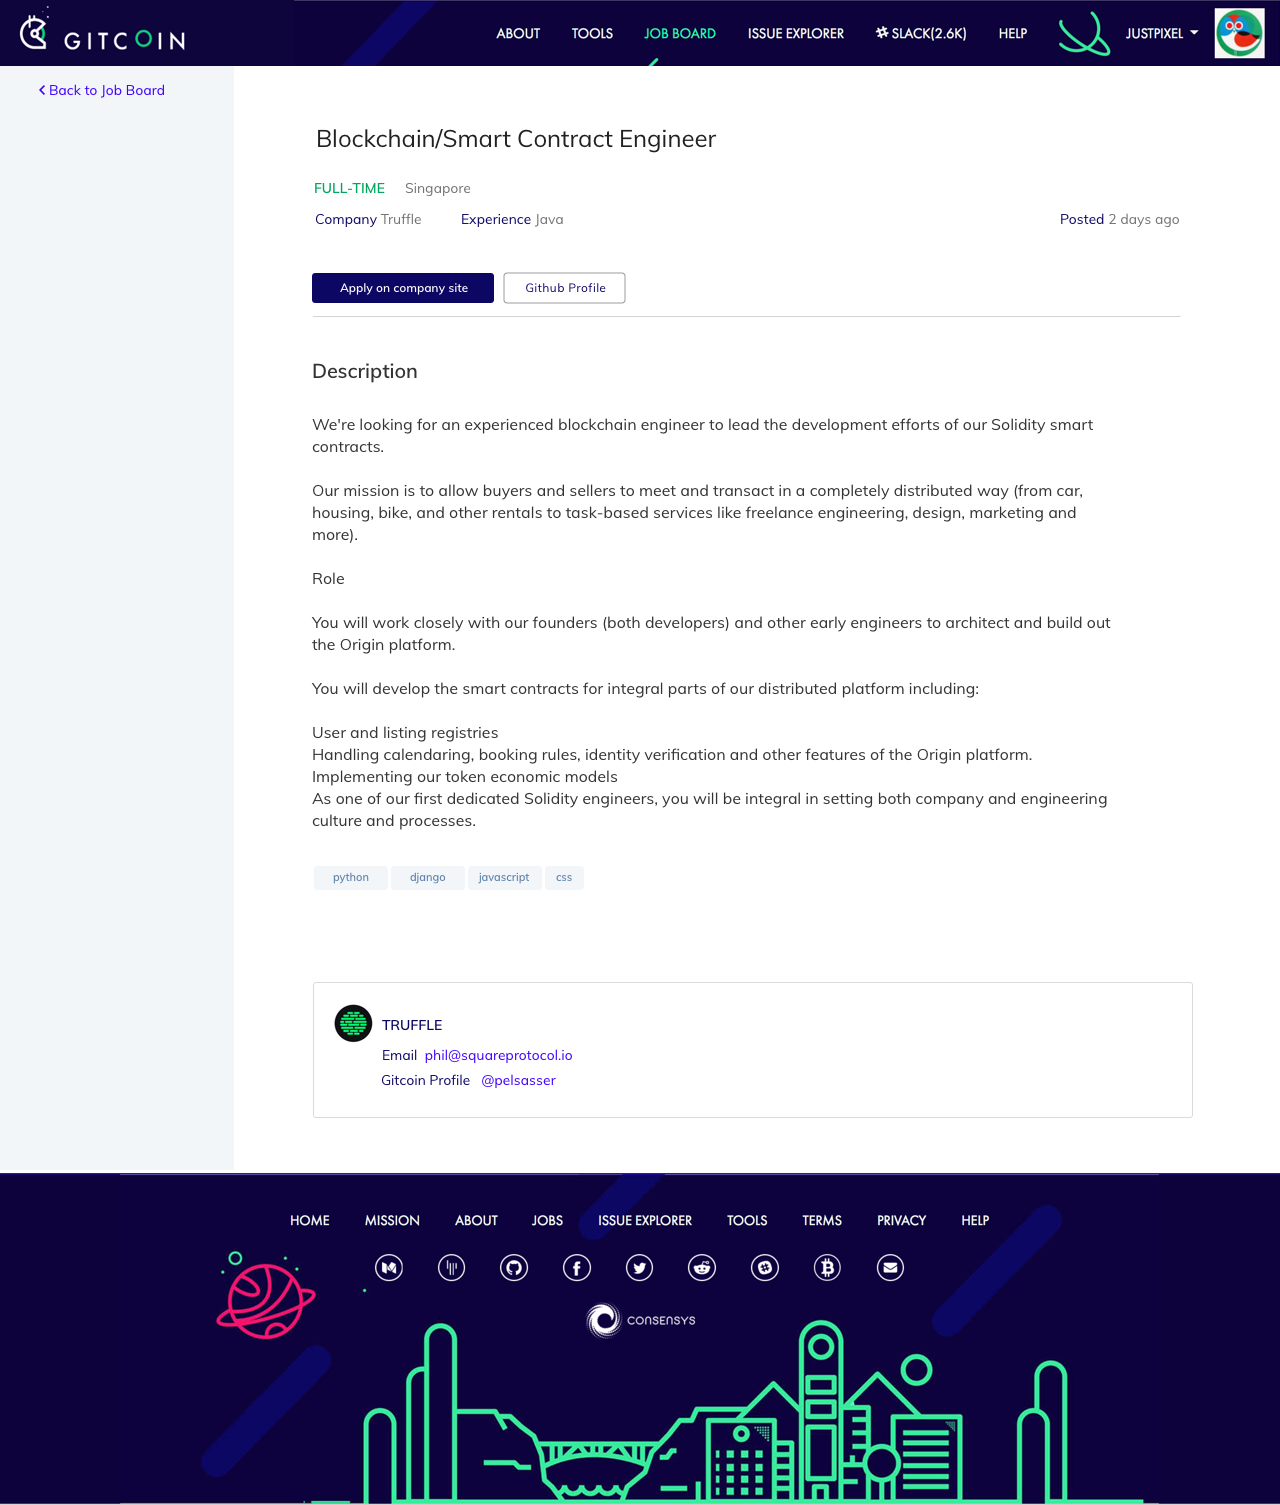 GITCOIN
ABOUT TOOLS JOB BOARD ISSUE EXPLORER SLACK(2.6K) HELP JUSTPIXEL
Back to Job Board
Blockchain/Smart Contract Engineer
FULL-TIME Singapore
Company Truffle Experience Java Posted 2 days ago
Apply on company site Github Profile
Description
We're looking for an experienced blockchain engineer to lead the development efforts of our Solidity smart
contracts.
Our mission is to allow buyers and sellers to meet and transact in a completely distributed way (from car,
housing, bike, and other rentals to task-based services like freelance engineering, design, marketing and
more).
Role
You will work closely with our founders (both developers) and other early engineers to architect and build out
the Origin platform.
You will develop the smart contracts for integral parts of our distributed platform including:
User and listing registries
Handling calendaring, booking rules, identity verification and other features of the Origin platform.
Implementing our token economic models
As one of our first dedicated Solidity engineers, you will be integral in setting both company and engineering
culture and processes.
python django javascript css
TRUFFLE
Email phil@squareprotocol.io
Gitcoin Profile @pelsasser
HOME MISSION ABOUT JOBS ISSUE EXPLORER TOOLS TERMS PRIVACY HELP
CONSENSYS